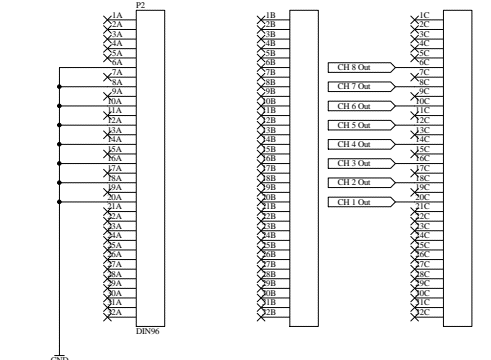 P2
1A 1B 1C
2A 2B 2C
3A 3B 3C
4A 4B 4C
5A 5B 5C
6A 6B CH 8 Out 6C
7A 7B 7C
8A 8B CH 7 Out 8C
9A 9B 9C
10A 10B CH 6 Out 10C
11A 11B 11C
12A 12B CH 5 Out 12C
13A 13B 13C
14A 14B CH 4 Out 14C
15A 15B 15C
16A 16B CH 3 Out 16C
17A 17B 17C
18A 18B CH 2 Out 18C
19A 19B 19C
20A 20B CH 1 Out 20C
21A 21B 21C
22A 22B 22C
23A 23B 23C
24A 24B 24C
25A 25B 25C
26A 26B 26C
27A 27B 27C
28A 28B 28C
29A 29B 29C
30A 30B 30C
31A 31B 31C
32A 32B 32C
DIN96
GND